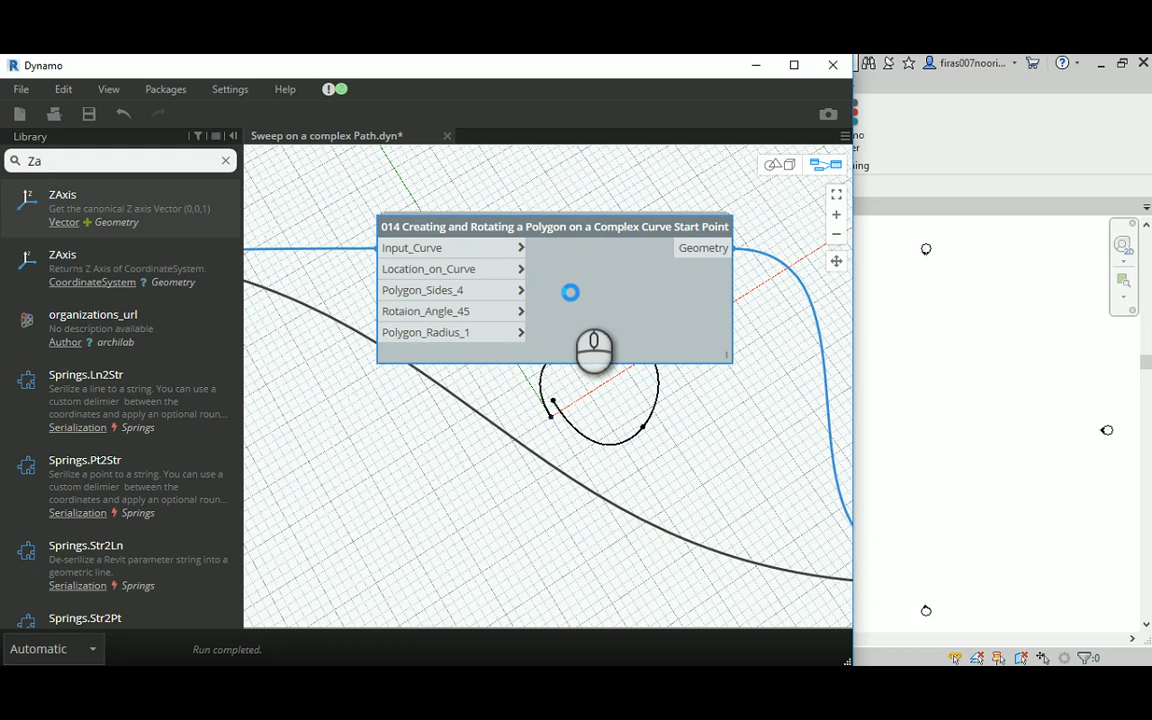 Dynamo
firas007noori...
File Edit View Packages Settings Help
Library
Sweep on a complex Path.dyn*
Za
ZAxis
Get the canonical Z axis Vector (0,0,1)
Vector Geometry
ZAxis
Returns Z Axis of CoordinateSystem.
CoordinateSystem ? Geometry
organizations_url
No description available
Author ? archilab
Springs.Ln2Str
Serilize a line to a string. You can use a
custom delimier between the
coordinates and apply an optional roun...
Serialization Springs
Springs.Pt2Str
Serilize a point to a string. You can use a
custom delimier between the
coordinates and apply an optional roun...
Serialization Springs
Springs.Str2Ln
De-serilize a Revit parameter string into a
geometric line.
Serialization Springs
Springs.Str2Pt
014 Creating and Rotating a Polygon on a Complex Curve Start Point
Input_Curve >
Geometry
Location_on_Curve >
Polygon_Sides_4 >
Rotaion_Angle_45 >
Polygon_Radius_1 >
Automatic
Run completed.
:0